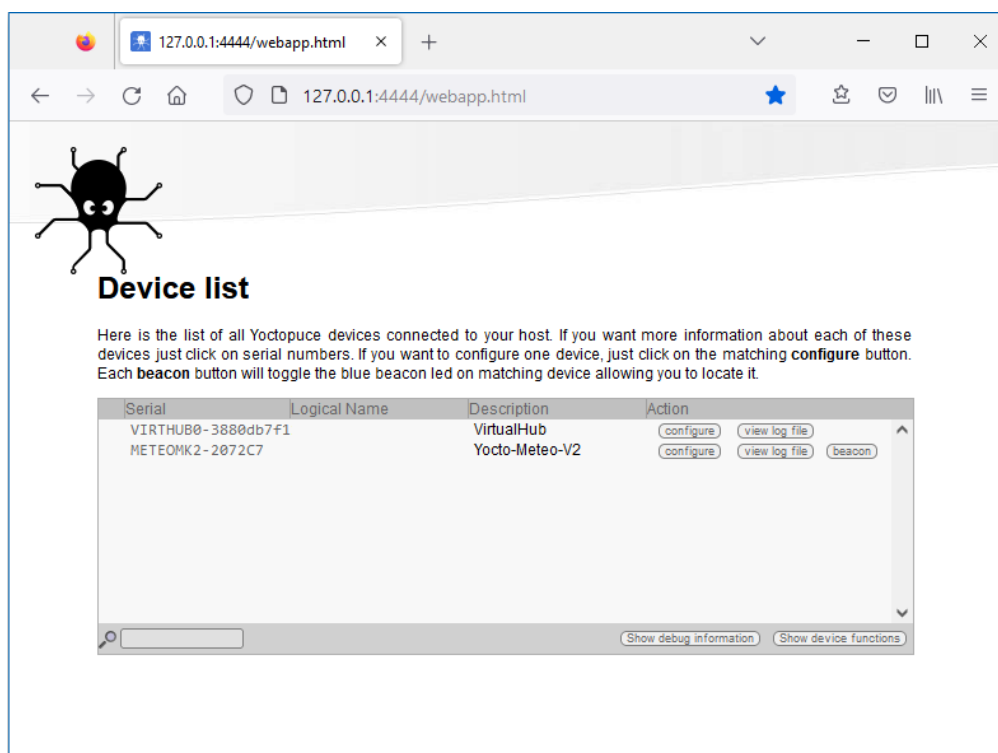 127.0.0.1:4444/webapp.html
127.0.0.1:4444/webapp.html
Device list
Here is the list of all Yoctopuce devices connected to your host. If you want more information about each of these
devices just click on serial numbers. If you want to configure one device, just click on the matching configure button.
Each beacon button will toggle the blue beacon led on matching device allowing you to locate it.
Serial Logical Name Description Action
VIRTHUB0-3880db7f1 VirtualHub configure view log file
METEOMK2-2072C7 Yocto-Meteo-V2 configure view log file beacon
Show debug information Show device functions